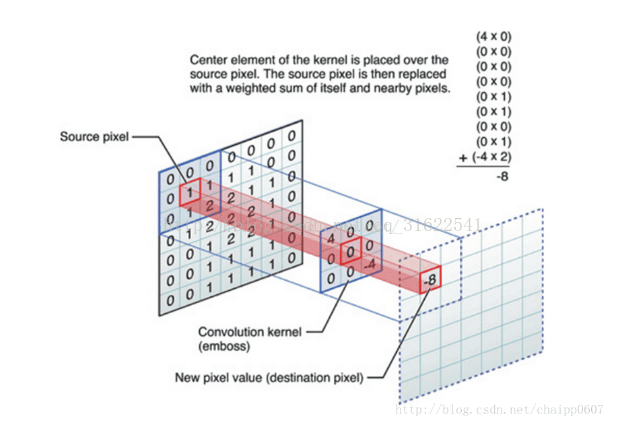 (4 x 0)
(0 x 0)
(0 x 0)
(0 x 0)
(0 x 1)
(0 x 1)
(0 x 0)
(0 x 1)
+ (-4 x 2)
-8
Center element of the kernel is placed over the
source pixel. The source pixel is then replaced
with a weighted sum of itself and nearby pixels.
Source pixel
0 0 0 0 0 0 0
0 1 1 1 1 1 0
0 1 2 2
0 1 2 2
0 1 1 2 2
0 0 1 1 1 1 0
0 0 1 1 1 1 0
31622541
4 0 0
0 0 0
0 0 -4
-8
Convolution kernel
(emboss)
New pixel value (destination pixel)
http://blog.csdn.net/chaipp0607